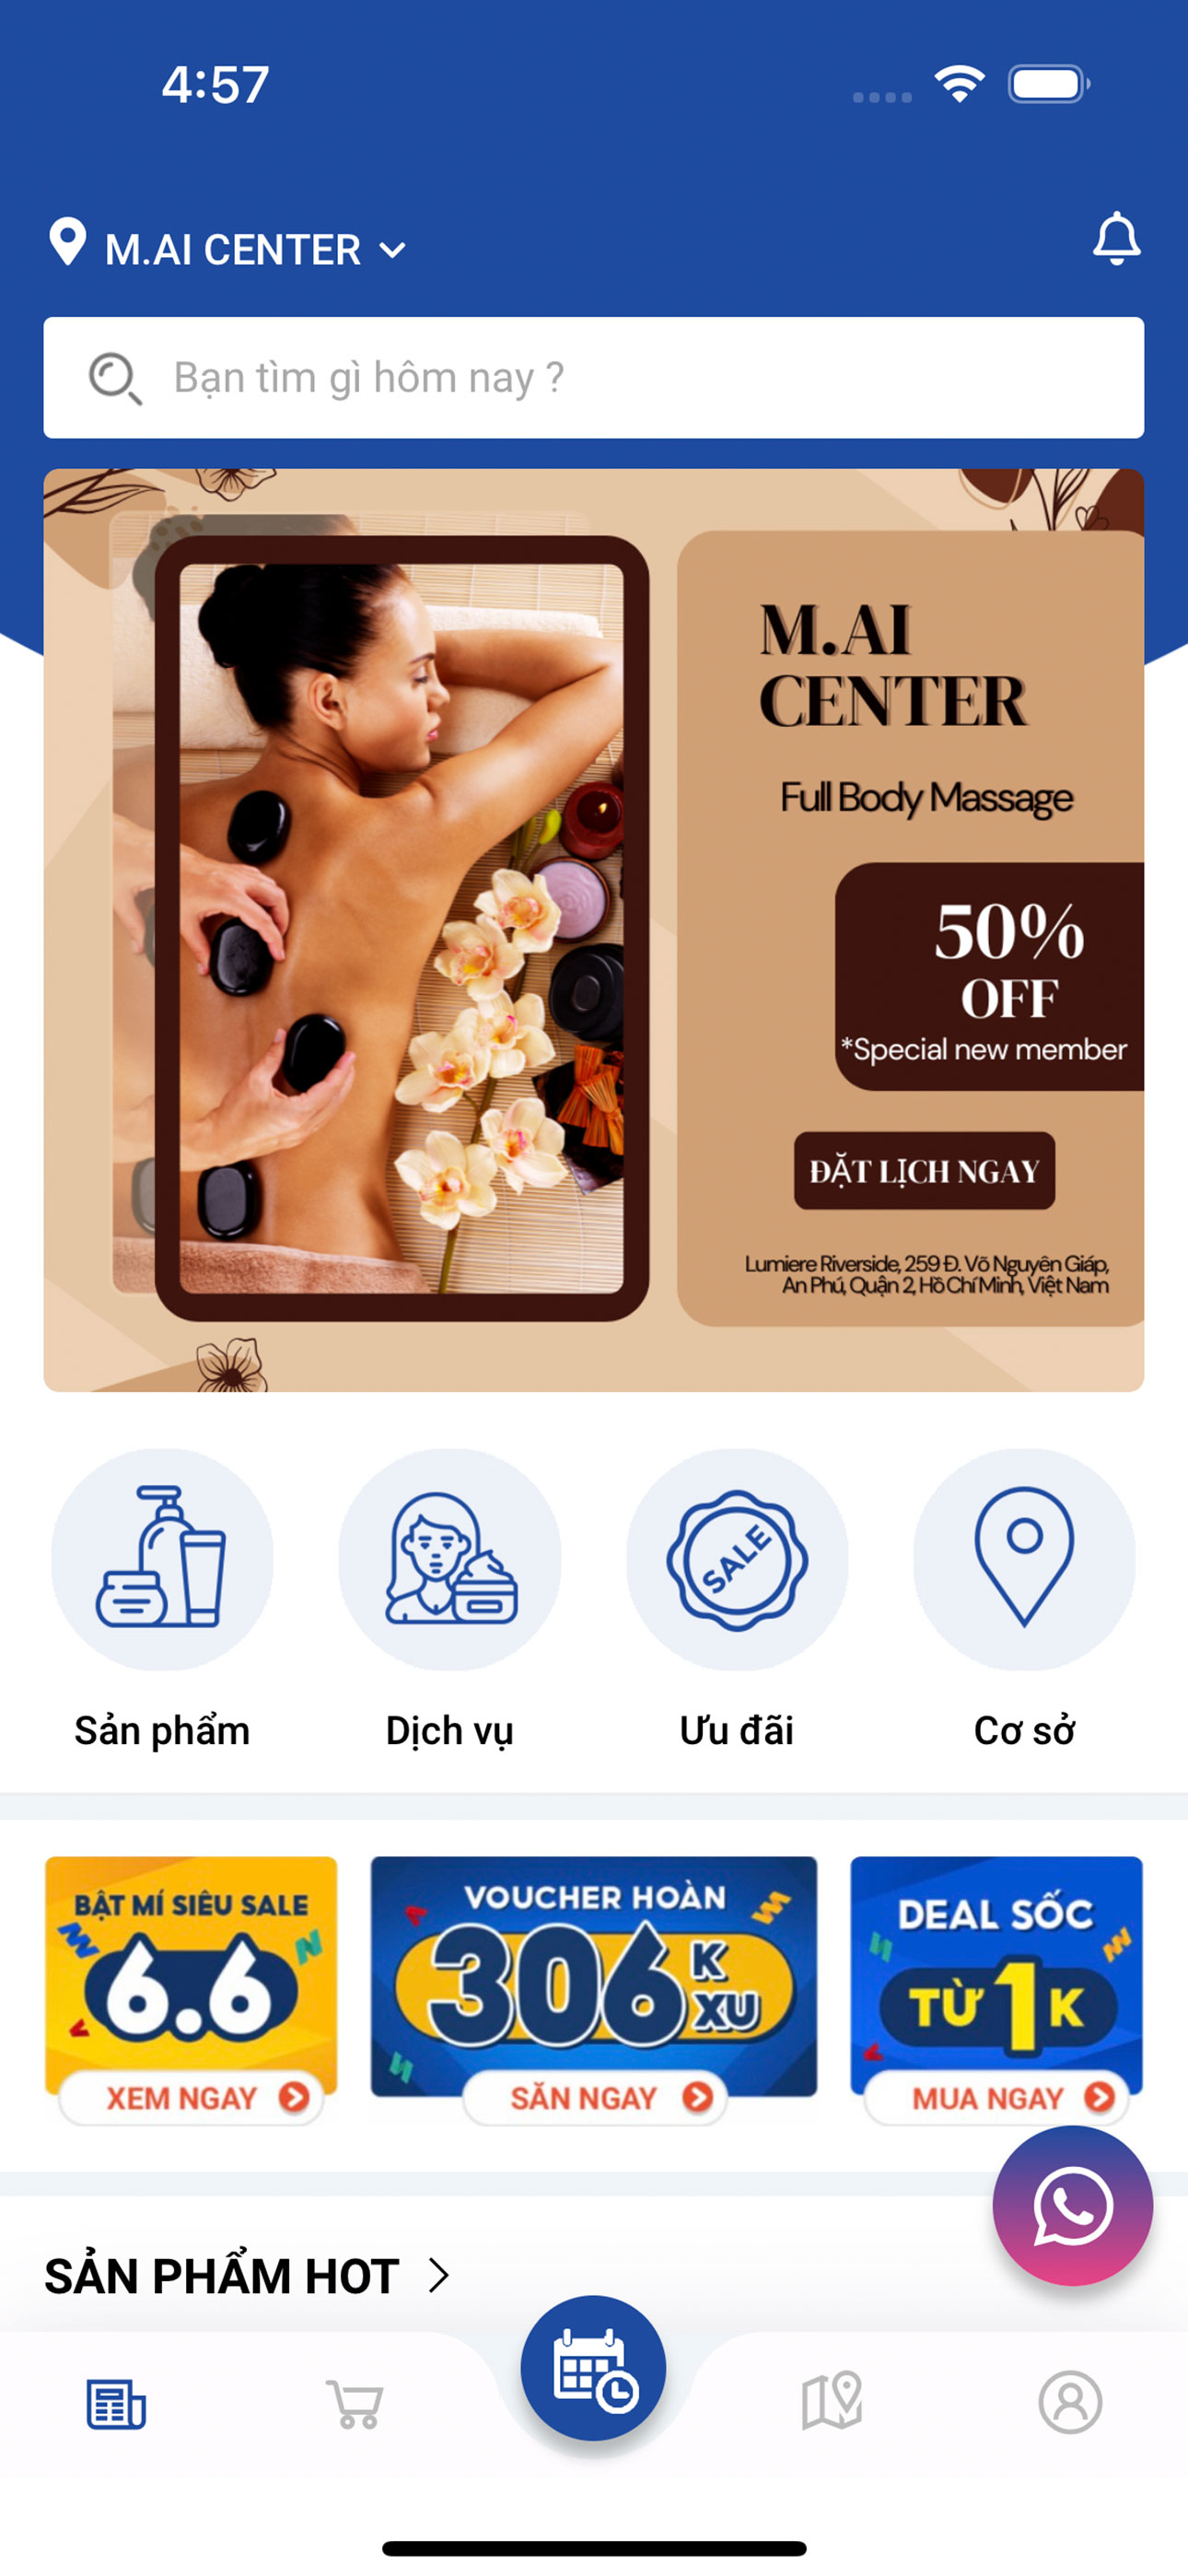 4:57
M.AI CENTER
Bạn tìm gì hôm nay ?
M.AI
CENTER
Full Body Massage
50%
OFF
*Special new member
ĐẶT LỊCH NGAY
Lumiere Riverside, 259 Đ. Võ Nguyên Giáp,
An Phú, Quận 2, Hồ Chí Minh, Việt Nam
SALE
Sản phẩm
Dịch vụ
Ưu đãi
Cơ sở
BẬT MÍ SIÊU SALE
6.6
XEM NGAY
VOUCHER HOÀN
306K XU
SĂN NGAY
DEAL SỐC
TỪ 1K
MUA NGAY
SẢN PHẨM HOT